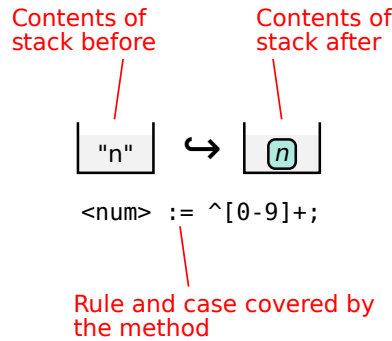 Contents of
stack before
Contents of
stack after
"n"
n
<num> := ^[0-9]+;
Rule and case covered by
the method